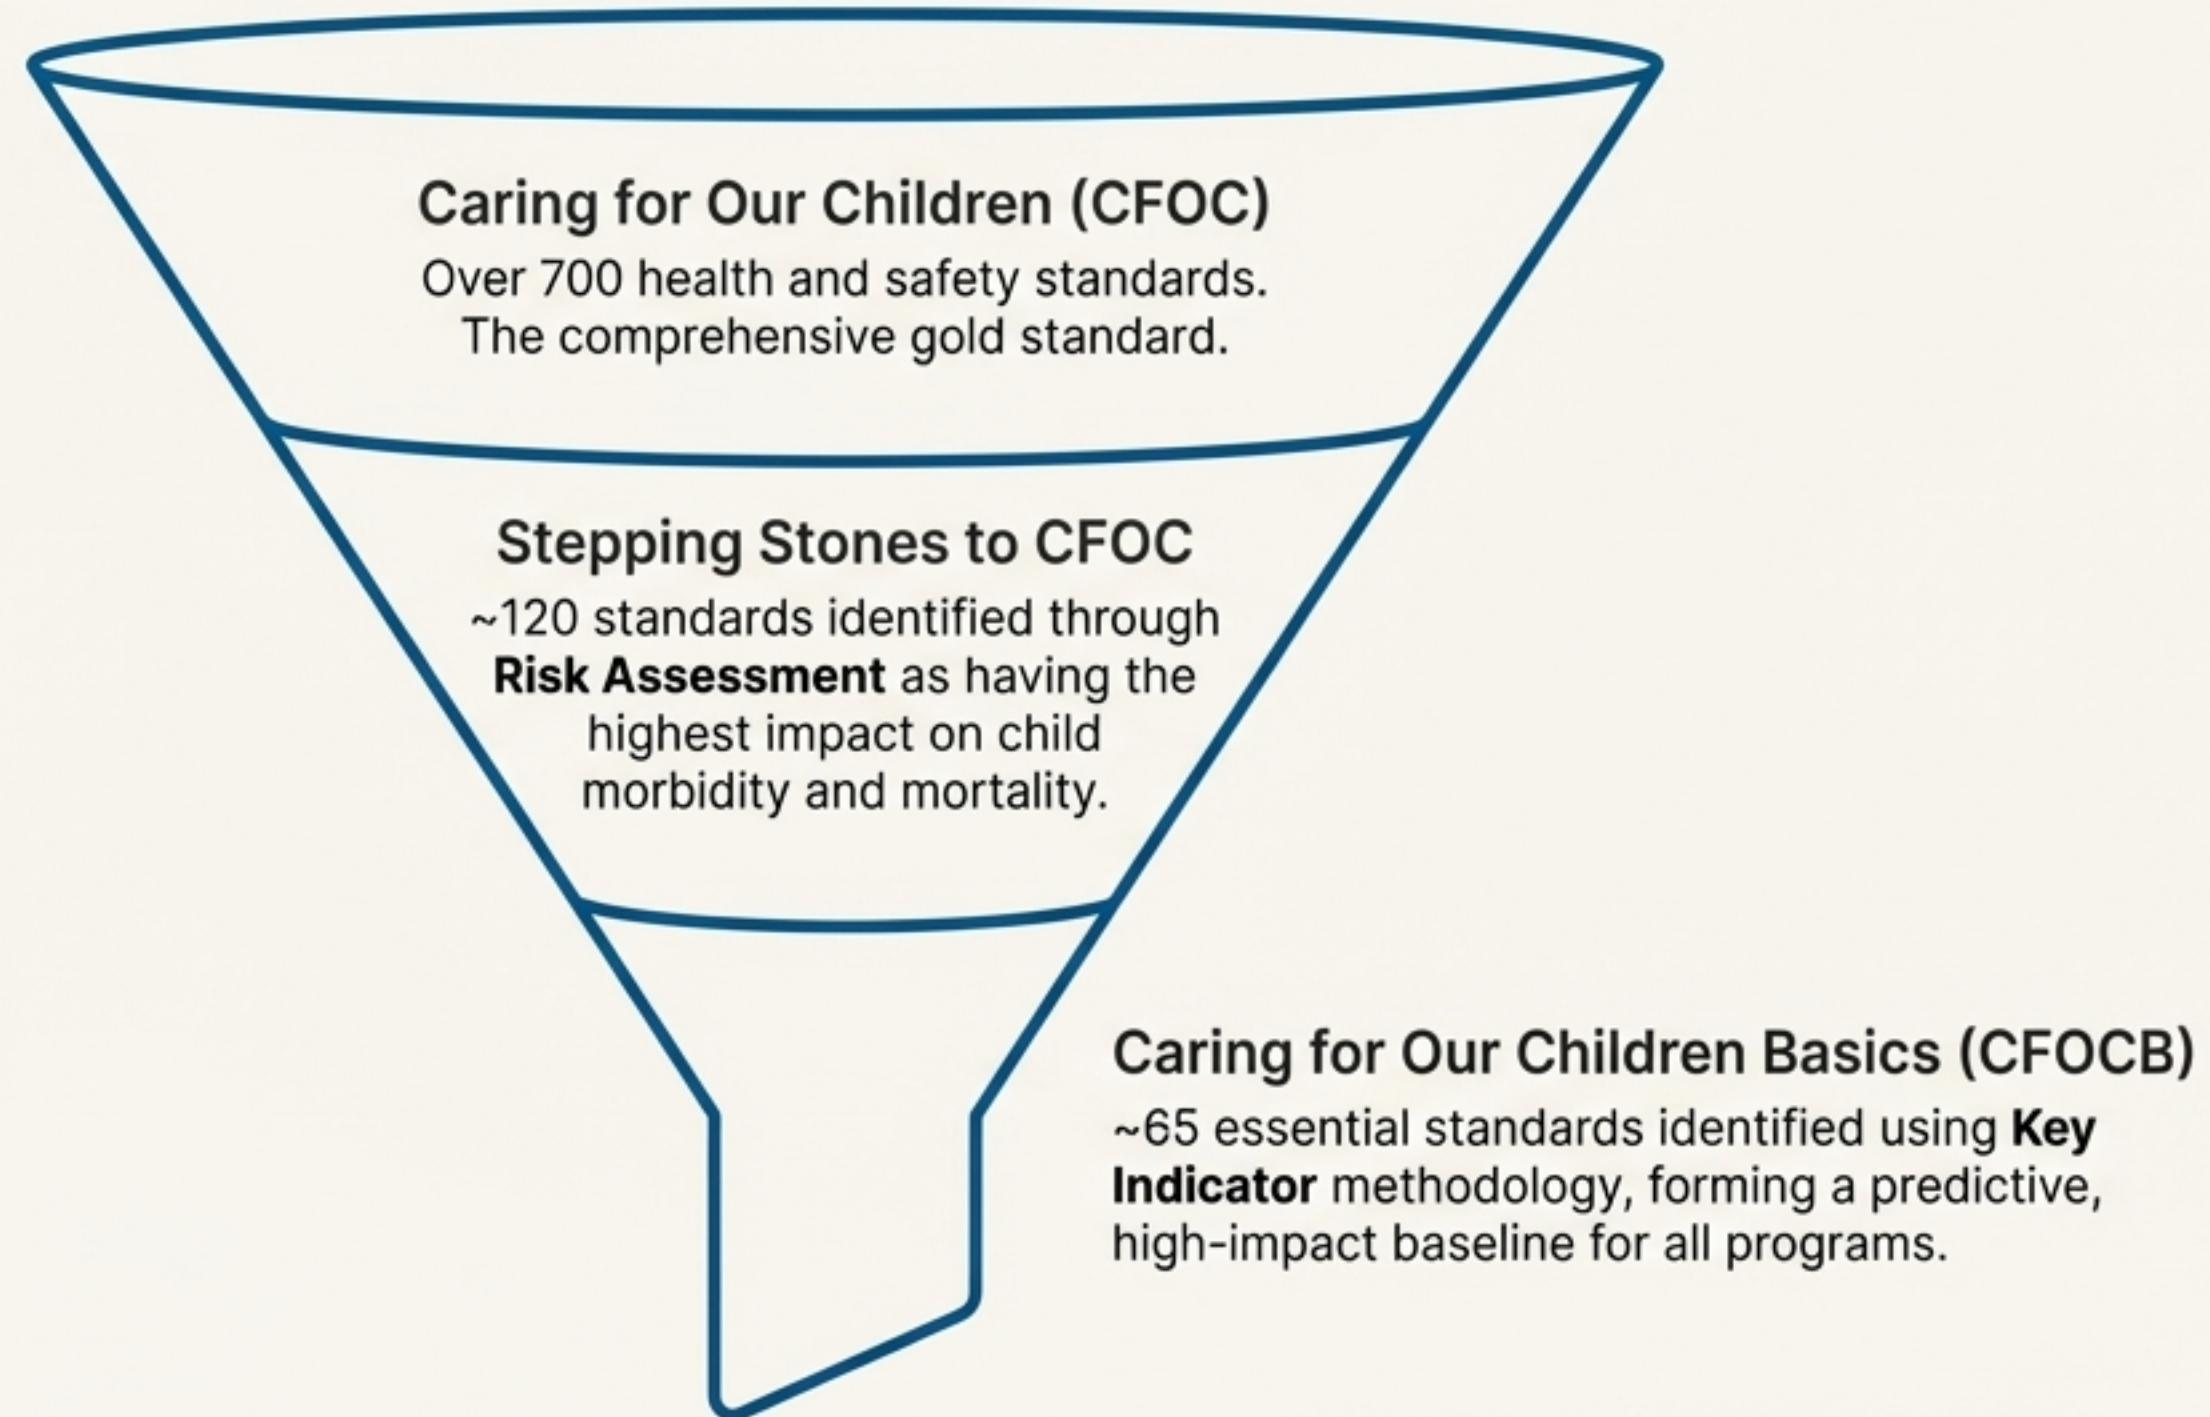 Caring for Our Children (CFOC)
Over 700 health and safety standards.
The comprehensive gold standard.
Stepping Stones to CFOC
~120 standards identified through
Risk Assessment as having the
highest impact on child
morbidity and mortality.
Caring for Our Children Basics (CFOCB)
~65 essential standards identified using Key
Indicator methodology, forming a predictive,
high-impact baseline for all programs.